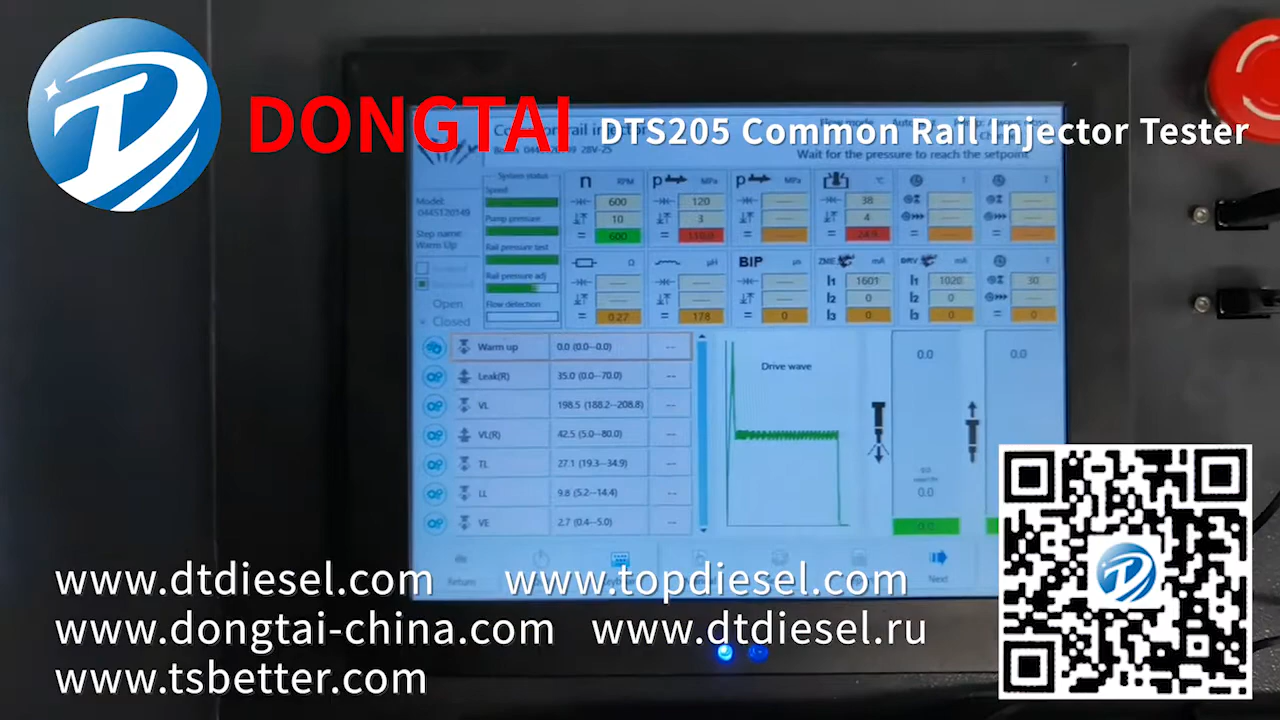 DONGTAI
DTS205 Common Rail Injector Tester
Wait for the pressure to reach the setpoint
System status
Model:
0445120149
Step name:
Warm Up
Speed
Pump pressure
Rail pressure test
Rail pressure adj
Flow detection
Open
Closed
n RPM
600
10
600
p MPa
120
3
110.0
p MPa
°C
38
4
24.9
Ω
0.27
μH
178
BIP μs
0
ZME mA
I1 1601
I2 0
I3 0
DRV mA
I1 1020
I2 0
I3 0
30
0
Warm up 0.0 (0.0--0.0) --
Leak(R) 35.0 (0.0--70.0) --
VL 198.5 (188.2--208.8) --
VL(R) 42.5 (5.0--80.0) --
TL 27.1 (19.3--34.9) --
LL 9.8 (5.2--14.4) --
VE 2.7 (0.4--5.0) --
Drive wave
0.0
0.0
0.0
0.0
Return
Next
www.dtdiesel.com www.topdiesel.com
www.dongtai-china.com www.dtdiesel.ru
www.tsbetter.com